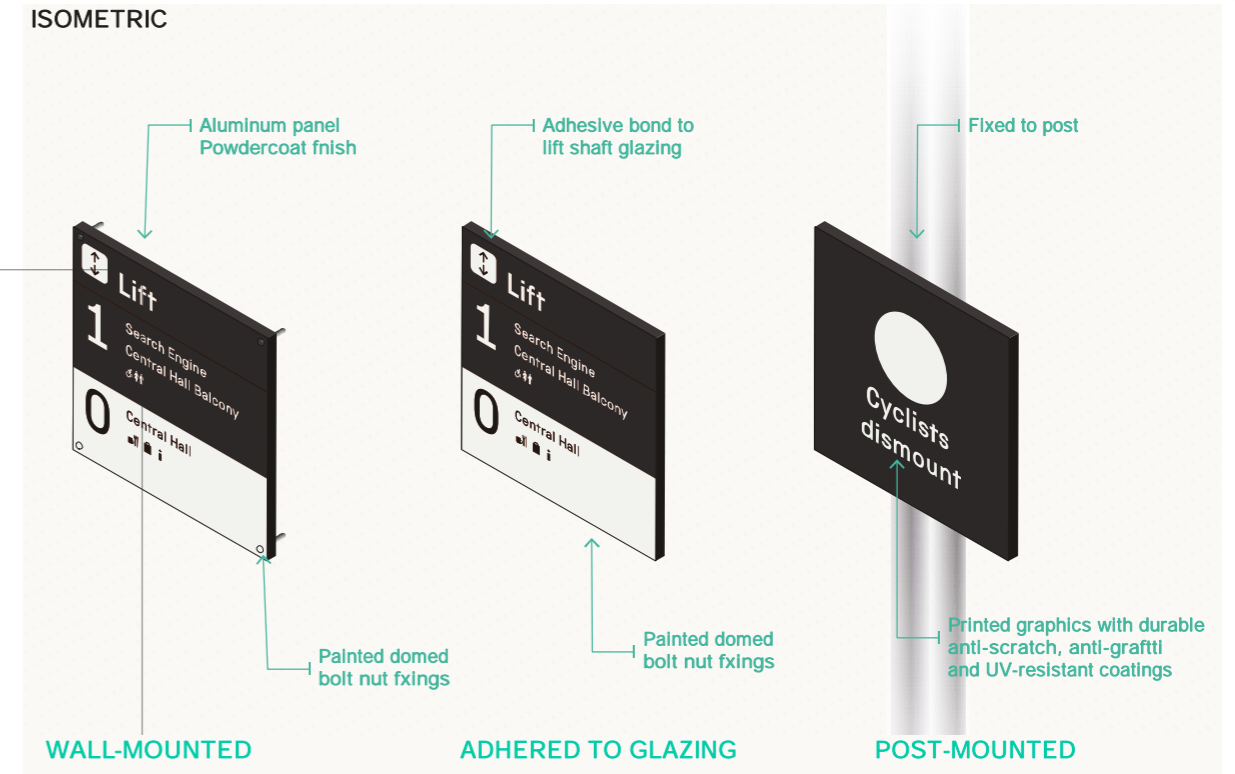 ISOMETRIC
Aluminum panel
Powdercoat fnish
Adhesive bond to
lift shaft glazing
FIxed to post
Lift
1
Search Engine
Central Hall Balcony
0
Central Hall
Lift
1
Search Engine
Central Hall Balcony
0
Central Hall
Cyclists
dismount
Painted domed
bolt nut fxings
Painted domed
bolt nut fxings
Printed graphics with durable
anti-scratch, anti-graftti
and UV-resistant coatings
WALL-MOUNTED
ADHERED TO GLAZING
POST-MOUNTED